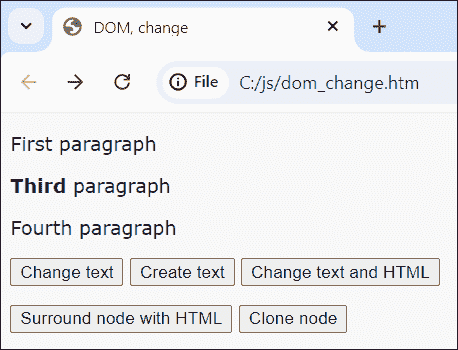 DOM, change
File C:/js/dom_change.htm
First paragraph
Third paragraph
Fourth paragraph
Change text Create text Change text and HTML
Surround node with HTML Clone node